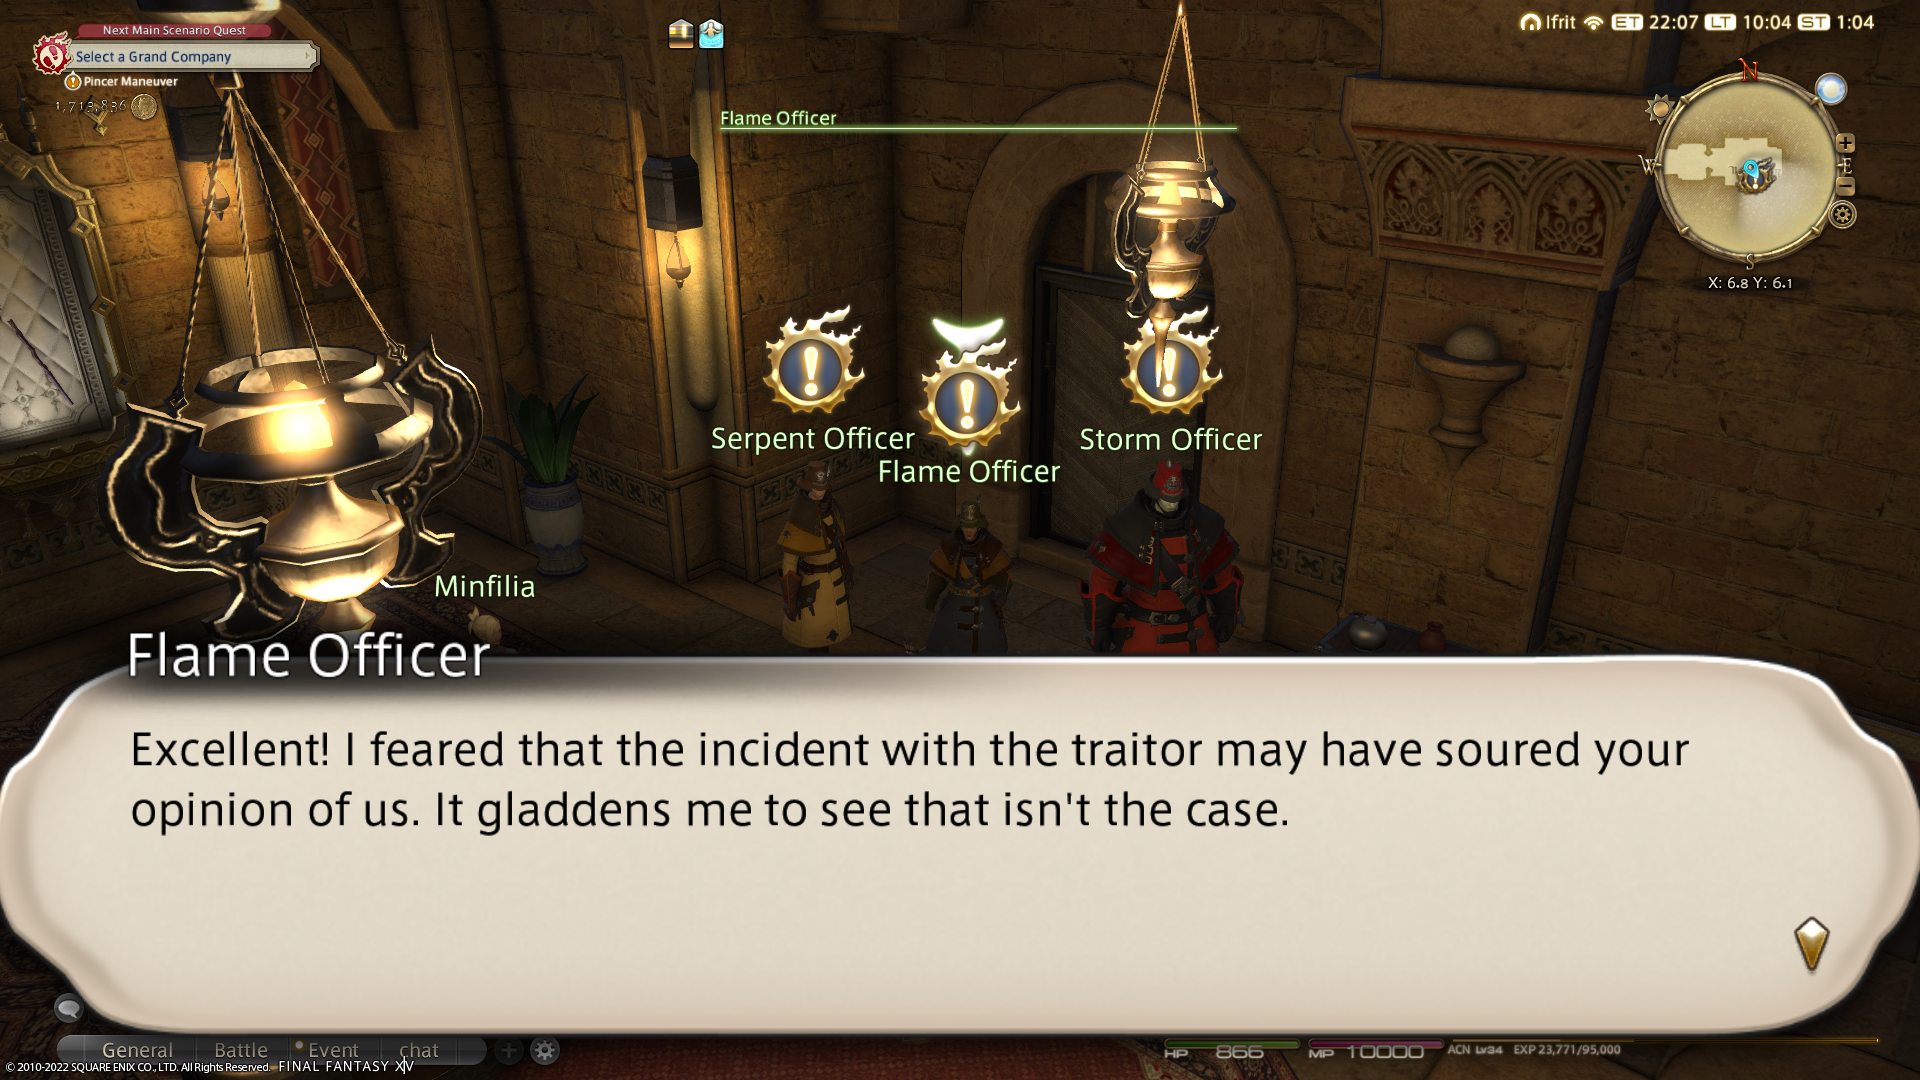 Next Main Scenario Quest
Select a Grand Company
Pincer Maneuver
1,713,836
Ifrit ET 22:07 LT 10:04 ST 1:04
Flame Officer
N
W
E
S
X: 6.8 Y: 6.1
Serpent Officer
Flame Officer
Storm Officer
Minfilia
Flame Officer
Excellent! I feared that the incident with the traitor may have soured your
opinion of us. It gladdens me to see that isn't the case.
General Battle Event chat
HP 866 MP 10000 ACN Lv34 EXP 23,771/95,000
© 2010-2022 SQUARE ENIX CO., LTD. All Rights Reserved. FINAL FANTASY XIV